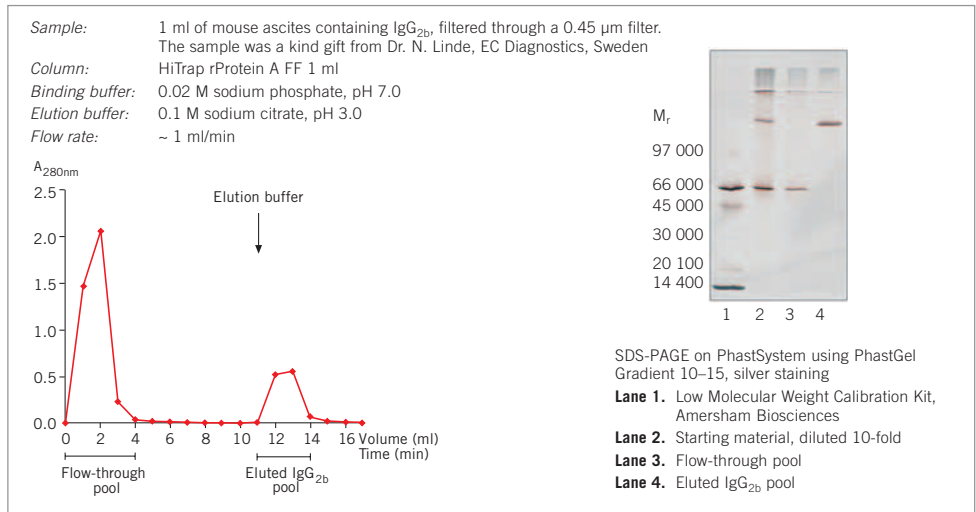 Sample: 1 ml of mouse ascites containing IgG2b, filtered through a 0.45 µm filter.
The sample was a kind gift from Dr. N. Linde, EC Diagnostics, Sweden
Column: HiTrap rProtein A FF 1 ml
Binding buffer: 0.02 M sodium phosphate, pH 7.0
Elution buffer: 0.1 M sodium citrate, pH 3.0
Flow rate: ~ 1 ml/min
A280nm
2.5
2.0
1.5
1.0
0.5
0.0
Elution buffer
0 2 4 6 8 10 12 14 16 Volume (ml)
Time (min)
Flow-through
pool
Eluted IgG2b
pool
Mr
97 000
66 000
45 000
30 000
20 100
14 400
1 2 3 4
SDS-PAGE on PhastSystem using PhastGel
Gradient 10–15, silver staining
Lane 1. Low Molecular Weight Calibration Kit,
Amersham Biosciences
Lane 2. Starting material, diluted 10-fold
Lane 3. Flow-through pool
Lane 4. Eluted IgG2b pool